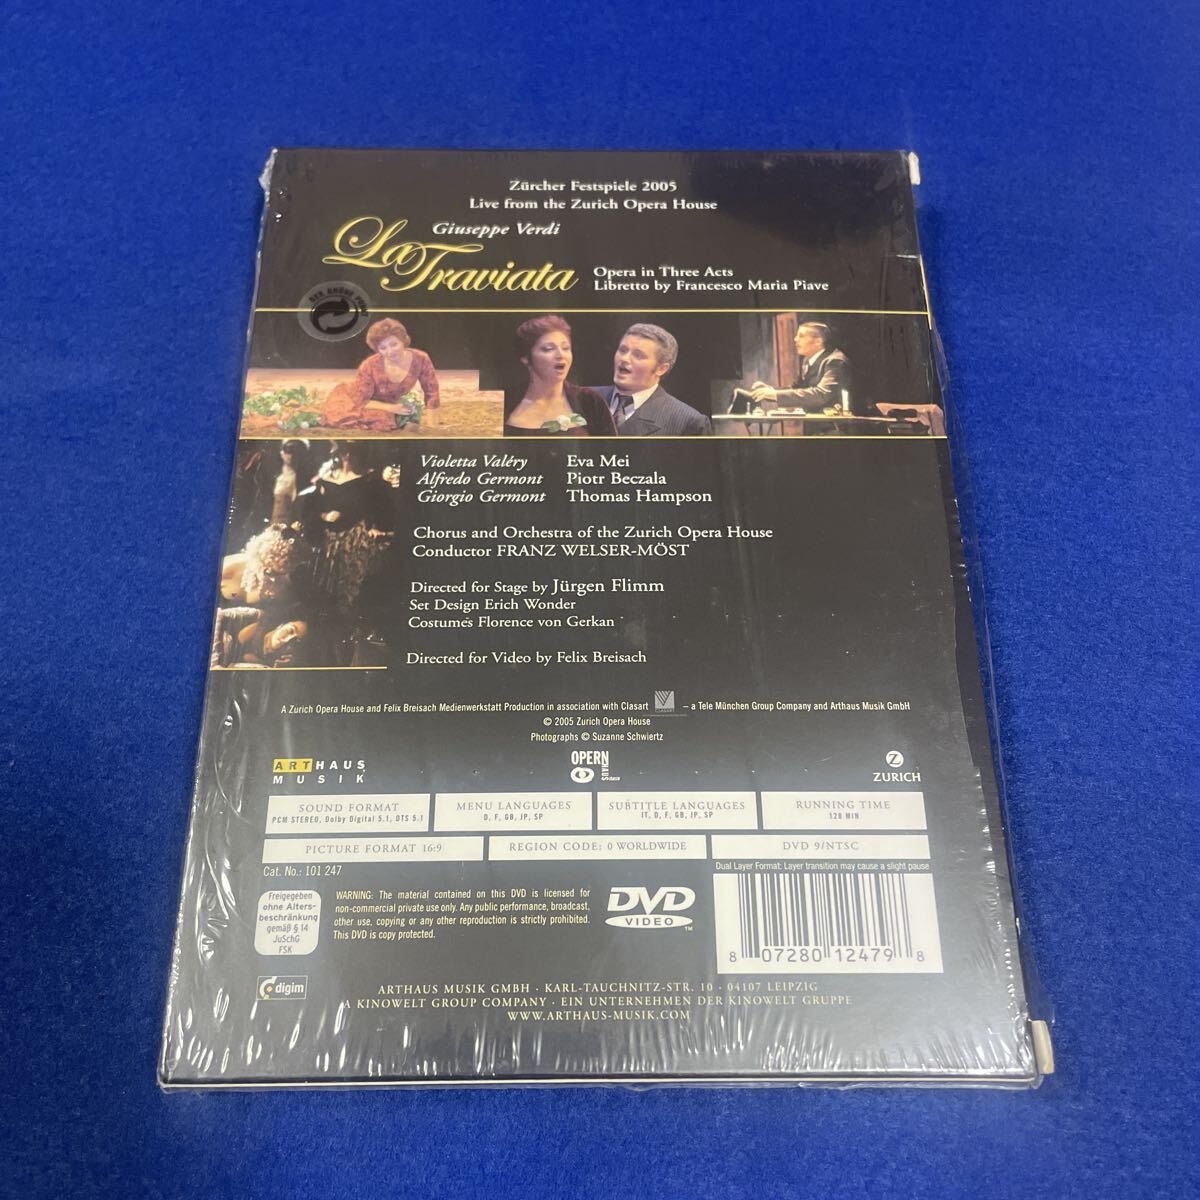 Zürcher Festspiele 2005
Live from the Zurich Opera House
Giuseppe Verdi
La Traviata
Opera in Three Acts
Libretto by Francesco Maria Piave
DER GRÜNE PUNKT
Violetta Valéry Eva Mei
Alfredo Germont Piotr Beczala
Giorgio Germont Thomas Hampson
Chorus and Orchestra of the Zurich Opera House
Conductor FRANZ WELSER-MÖST
Directed for Stage by Jürgen Flimm
Set Design Erich Wonder
Costumes Florence von Gerkan
Directed for Video by Felix Breisach
A Zurich Opera House and Felix Breisach Medienwerkstatt Production in association with Clasart – a Tele München Group Company and Arthaus Musik GmbH
© 2005 Zurich Opera House
Photographs © Suzanne Schwiertz
ARTHAUS
MUSIK
OPERN
HAUS
ZURICH
SOUND FORMAT
PCM STEREO, Dolby Digital 5.1, DTS 5.1
MENU LANGUAGES
D, F, GB, JP, SP
SUBTITLE LANGUAGES
IT, D, F, GB, JP, SP
RUNNING TIME
128 MIN
PICTURE FORMAT 16:9
REGION CODE: 0 WORLDWIDE
DVD 9/NTSC
Cat. No.: 101 247
Dual Layer Format: Layer transition may cause a slight pause
Freigegeben
ohne Alters-
beschränkung
gemäß § 14
JuSchG
FSK
WARNING: The material contained on this DVD is licensed for
non-commercial private use only. Any public performance, broadcast,
other use, copying or any other reproduction is strictly prohibited.
This DVD is copy protected.
DVD
VIDEO
TM
8 07280 12479 8
digim
ARTHAUS MUSIK GMBH · KARL-TAUCHNITZ-STR. 10 · 04107 LEIPZIG
A KINOWELT GROUP COMPANY · EIN UNTERNEHMEN DER KINOWELT GRUPPE
WWW.ARTHAUS-MUSIK.COM